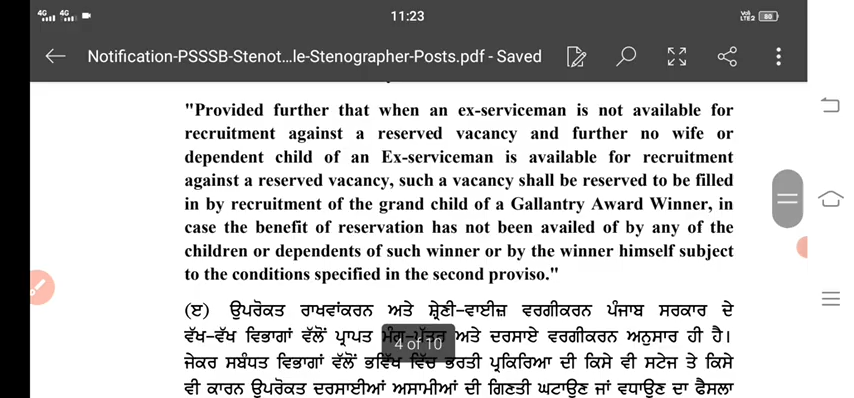 4G 4G 11:23 Vo) LTE2 80
Notification-PSSSB-Stenot...le-Stenographer-Posts.pdf - Saved
"Provided further that when an ex-serviceman is not available for
recruitment against a reserved vacancy and further no wife or
dependent child of an Ex-serviceman is available for recruitment
against a reserved vacancy, such a vacancy shall be reserved to be filled
in by recruitment of the grand child of a Gallantry Award Winner, in
case the benefit of reservation has not been availed of by any of the
children or dependents of such winner or by the winner himself subject
to the conditions specified in the second proviso."
(ੲ) ਉਪਰੋਕਤ ਰਾਖਵਾਂਕਰਨ ਅਤੇ ਸ਼੍ਰੇਣੀ-ਵਾਈਜ਼ ਵਰਗੀਕਰਨ ਪੰਜਾਬ ਸਰਕਾਰ ਦੇ
ਵੱਖ-ਵੱਖ ਵਿਭਾਗਾਂ ਵੱਲੋਂ ਪ੍ਰਾਪਤ ਮੰਗ-ਪੱਤਰ ਅਤੇ ਦਰਸਾਏ ਵਰਗੀਕਰਨ ਅਨੁਸਾਰ ਹੀ ਹੈ।
4 of 10
ਜੇਕਰ ਸਬੰਧਤ ਵਿਭਾਗਾਂ ਵੱਲੋਂ ਭਵਿੱਖ ਵਿੱਚ ਭਰਤੀ ਪ੍ਰਕਿਰਿਆ ਦੀ ਕਿਸੇ ਵੀ ਸਟੇਜ ਤੇ ਕਿਸੇ
ਵੀ ਕਾਰਨ ਉਪਰੋਕਤ ਦਰਸਾਈਆਂ ਅਸਾਮੀਆਂ ਦੀ ਗਿਣਤੀ ਘਟਾਉਣ ਜਾਂ ਵਧਾਉਣ ਦਾ ਫੈਸਲਾ